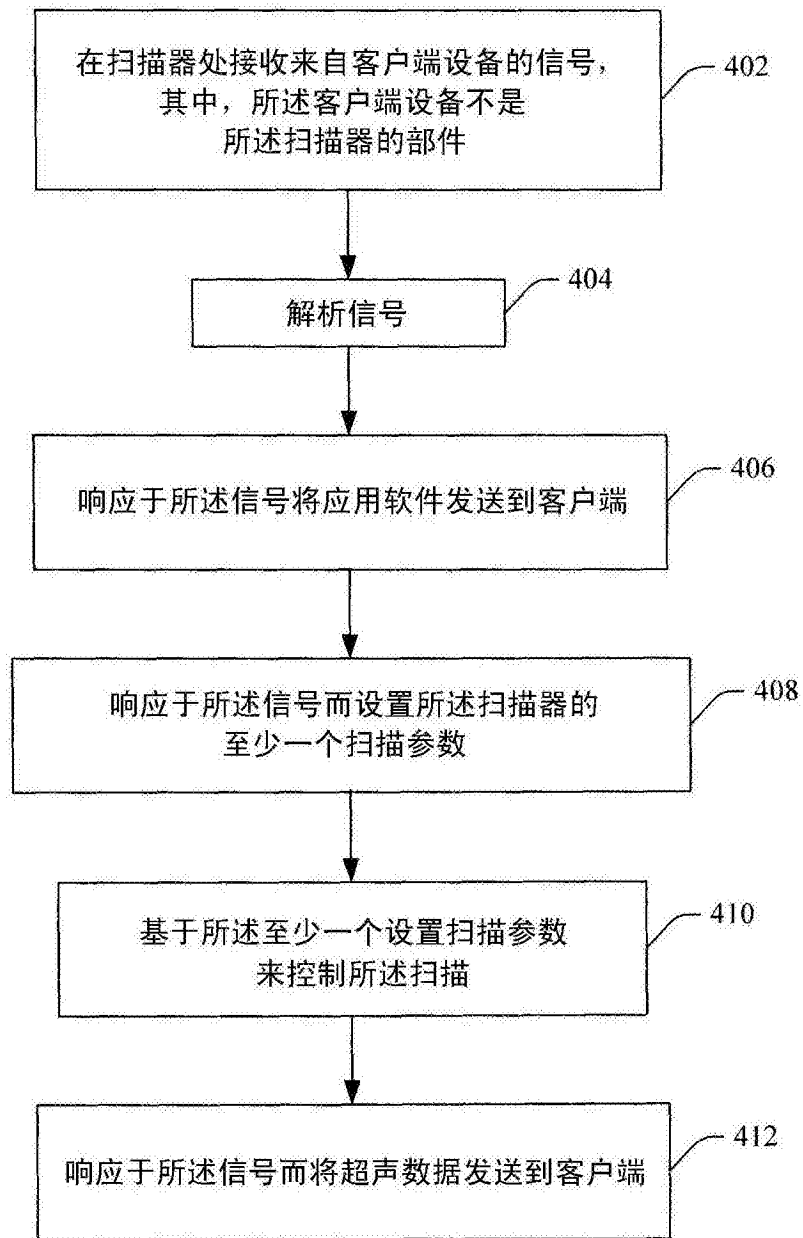 在扫描器处接收来自客户端设备的信号，
其中，所述客户端设备不是
所述扫描器的部件
402
解析信号
404
响应于所述信号将应用软件发送到客户端
406
响应于所述信号而设置所述扫描器的
至少一个扫描参数
408
基于所述至少一个设置扫描参数
来控制所述扫描
410
响应于所述信号而将超声数据发送到客户端
412